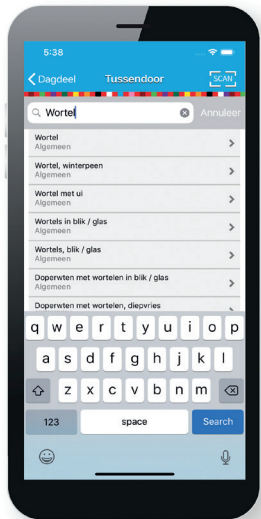 5:38
Dagdeel Tussendoor SCAN
Wortel Annuleer
Wortel
Algemeen
Wortel, winterpeen
Algemeen
Wortel met ui
Algemeen
Wortels in blik / glas
Algemeen
Wortels, blik / glas
Algemeen
Doperwten met wortelen in blik / glas
Algemeen
Doperwten met wortelen, diepvries
q w e r t y u i o p
a s d f g h j k l
z x c v b n m
123 space Search